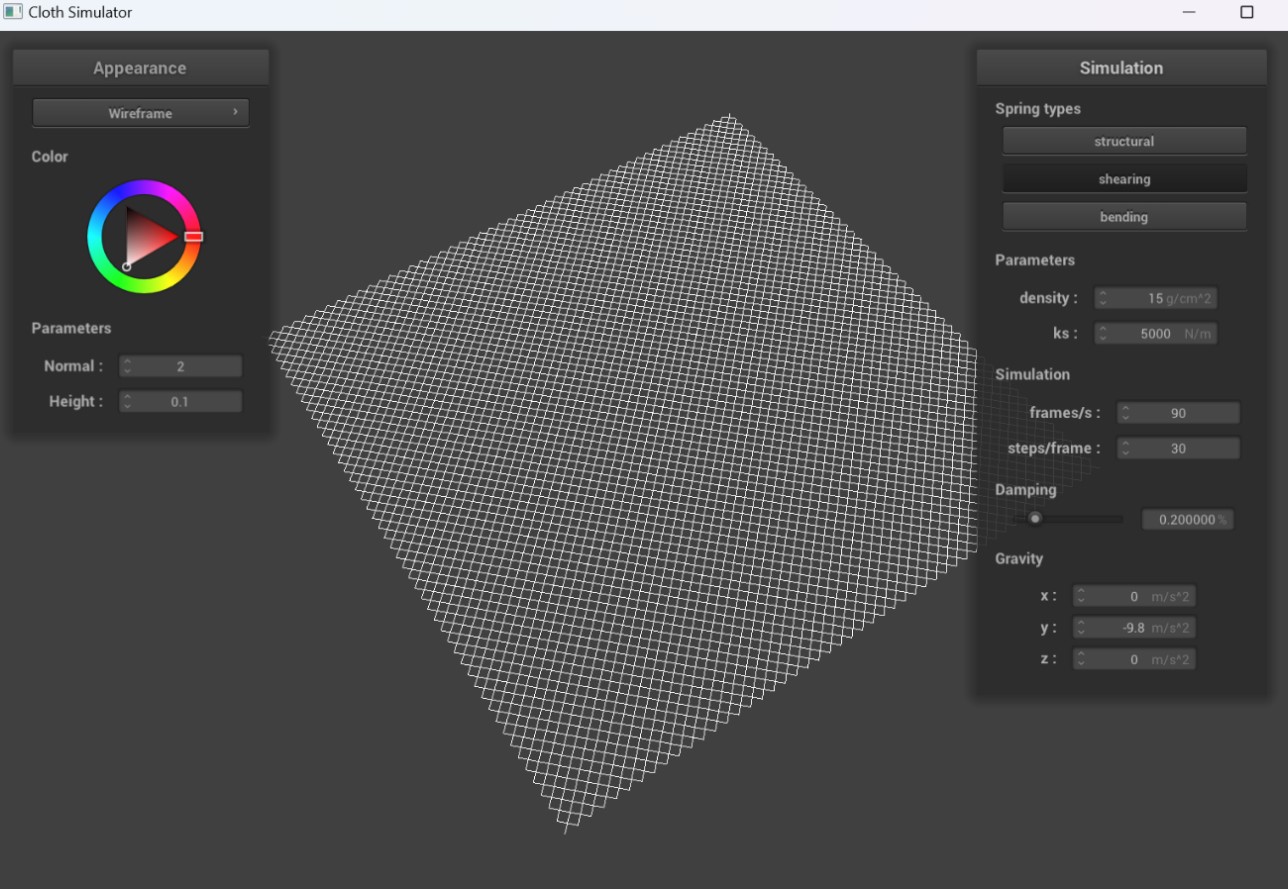 Cloth Simulator
Appearance
Wireframe
Color
Parameters
Normal : 2
Height : 0.1
Simulation
Spring types
structural
shearing
bending
Parameters
density : 15 g/cm^2
ks : 5000 N/m
Simulation
frames/s : 90
steps/frame : 30
Damping
0.200000 %
Gravity
x : 0 m/s^2
y : -9.8 m/s^2
z : 0 m/s^2